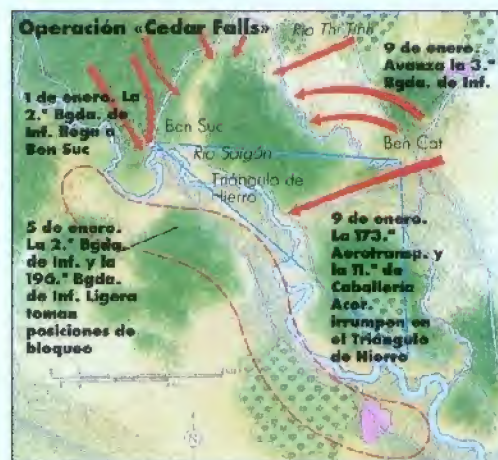 Operación «Cedar Falls»
Río Thi Tinh
9 de enero.
Avanza la 3.ª
Bgda. de Inf.
1 de enero. La
2.ª Bgda. de
Inf. llega a
Ben Suc
Ben Suc
Ben Cat
Río Saigón
Triángulo de
Hierro
5 de enero.
La 2.ª Bgda.
de Inf. y la
196.ª Bgda.
de Inf. Ligera
toman
posiciones de
bloqueo
9 de enero.
La 173.ª
Aerotransp. y
la 11.ª de
Caballería
Acor.
irrumpen en
el Triángulo
de Hierro
N